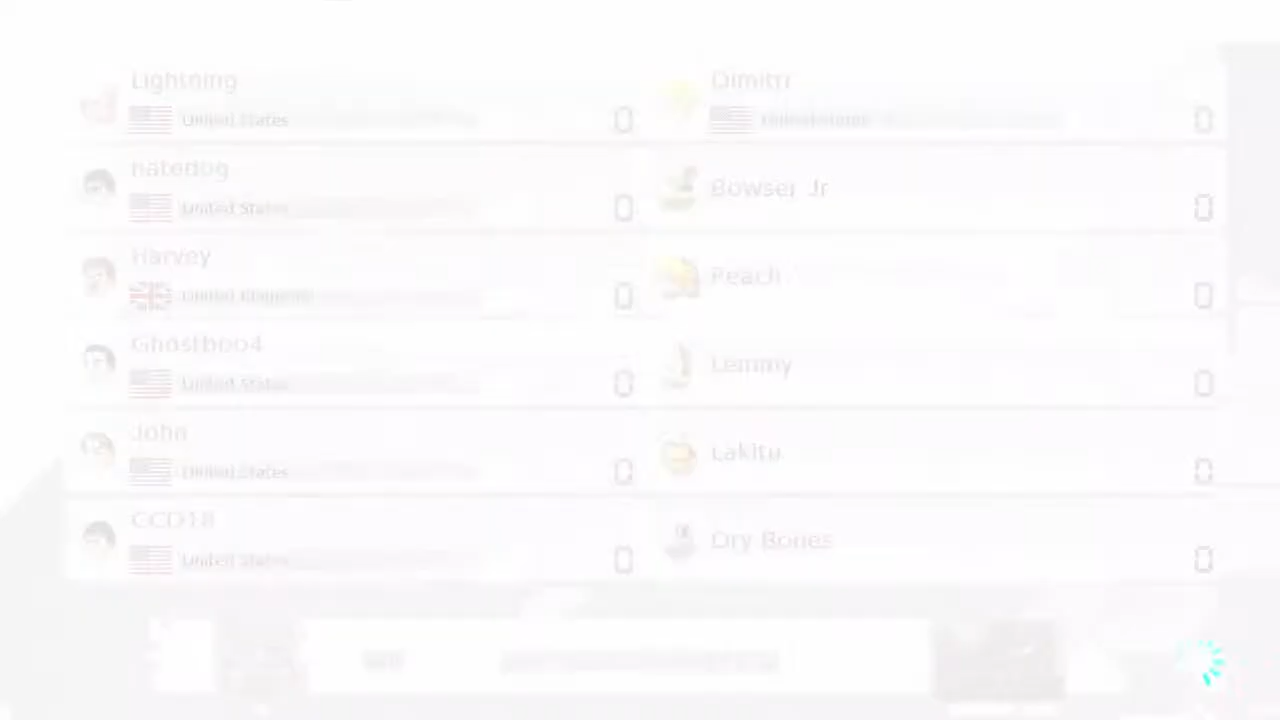 Lightning
United States
0
natedog
United States
0
Harvey
United Kingdom
0
Ghostboo4
United States
0
John
United States
0
CCD18
United States
0
Dimitri
United States
0
Bowser Jr
0
Peach
0
Lemmy
0
Lakitu
0
Dry Bones
0